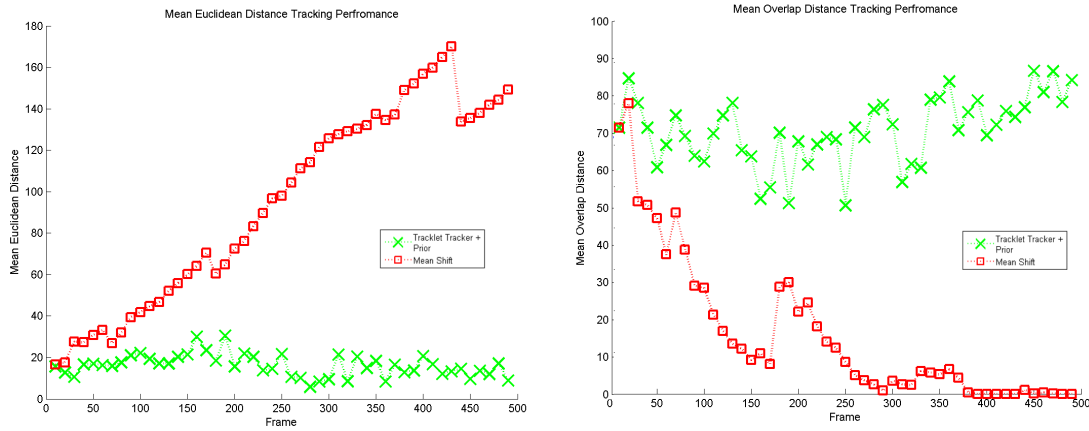 Mean Euclidean Distance Tracking Perfromance
180
160
140
120
100
80
60
40
20
0
Mean Euclidean Distance
0 50 100 150 200 250 300 350 400 450 500
Frame
Tracklet Tracker +
Prior
Mean Shift
Mean Overlap Distance Tracking Perfromance
100
90
80
70
60
50
40
30
20
10
0
Mean Overlap Distance
50 100 150 200 250 300 350 400 450 500
Frame
Tracklet Tracker +
Prior
Mean Shift